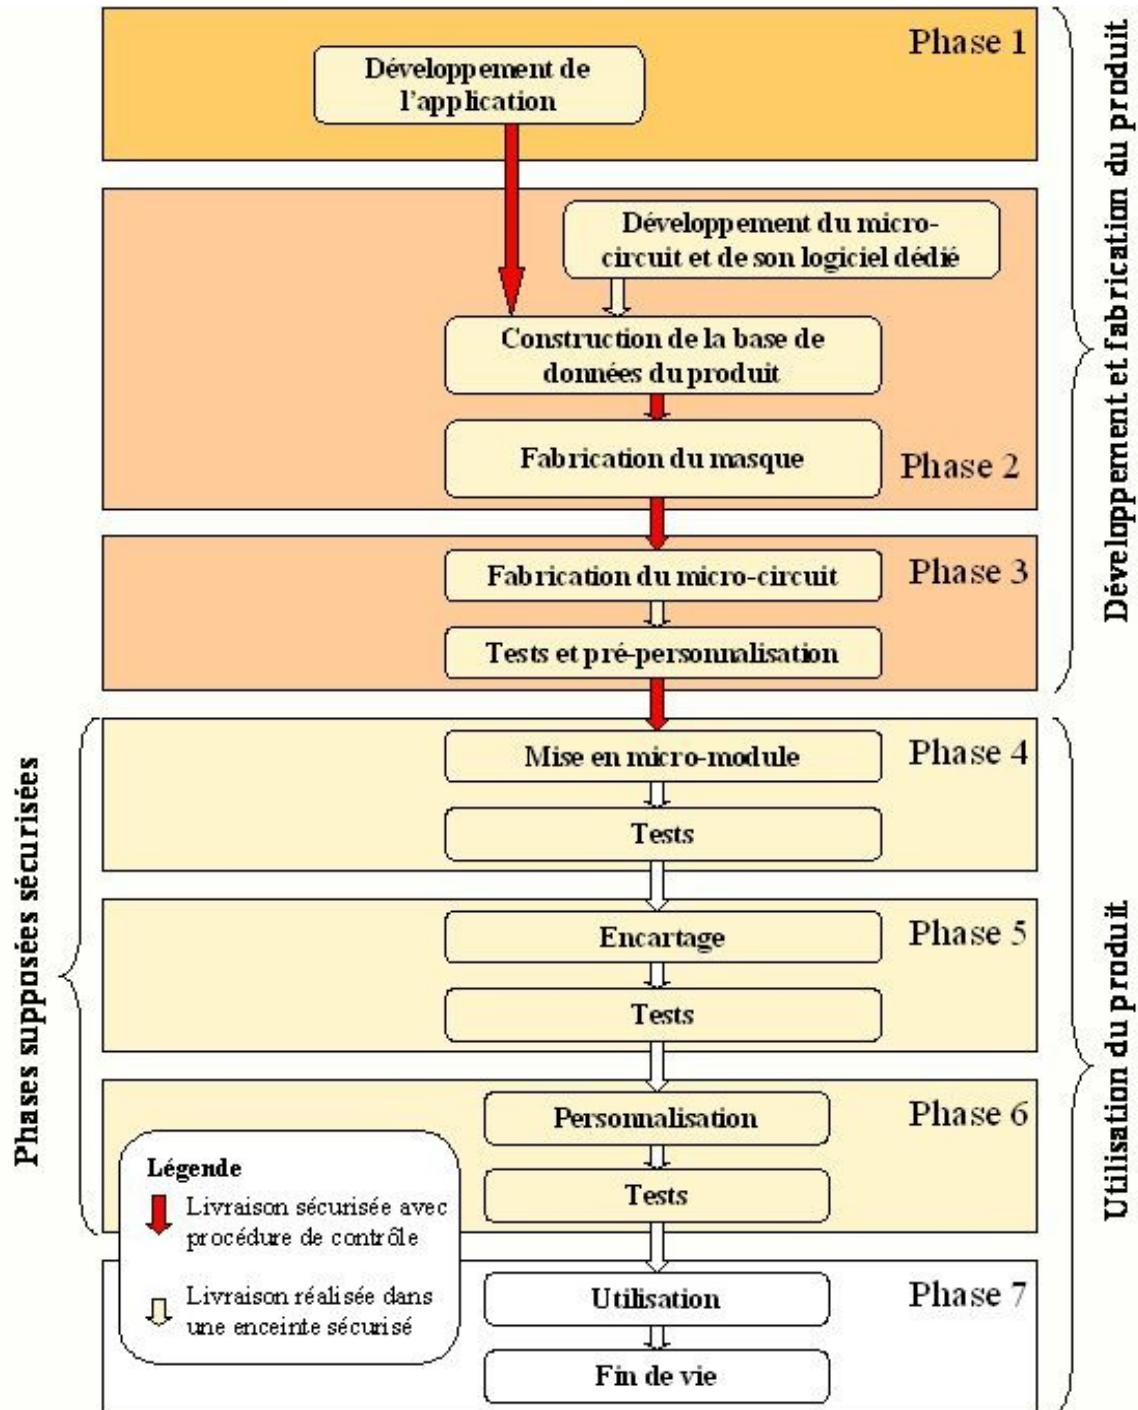 Phase 1
Développement de
l'application
Développement du micro-
circuit et de son logiciel dédié
Construction de la base de
données du produit
Fabrication du masque
Phase 2
Fabrication du micro-circuit
Phase 3
Tests et pré-personnalisation
Développement et fabrication du produit
Mise en micro-module
Phase 4
Tests
Encartage
Phase 5
Tests
Personnalisation
Phase 6
Tests
Phases supposées sécurisées
Légende
Livraison sécurisée avec
procédure de contrôle
Livraison réalisée dans
une enceinte sécurisé
Utilisation
Phase 7
Fin de vie
Utilisation du produit